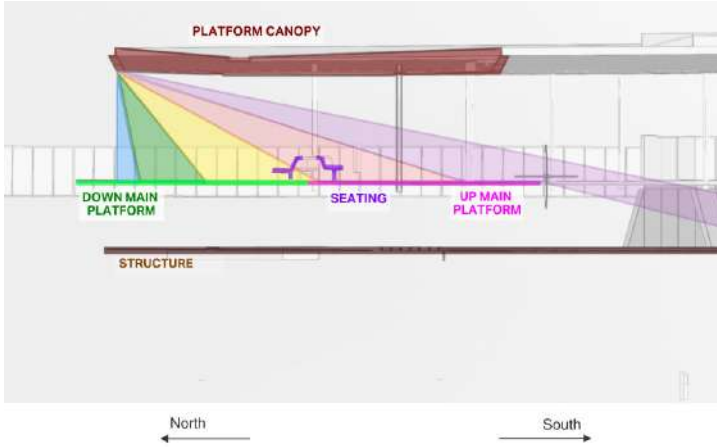 PLATFORM CANOPY
DOWN MAIN
PLATFORM
SEATING
UP MAIN
PLATFORM
STRUCTURE
North
South